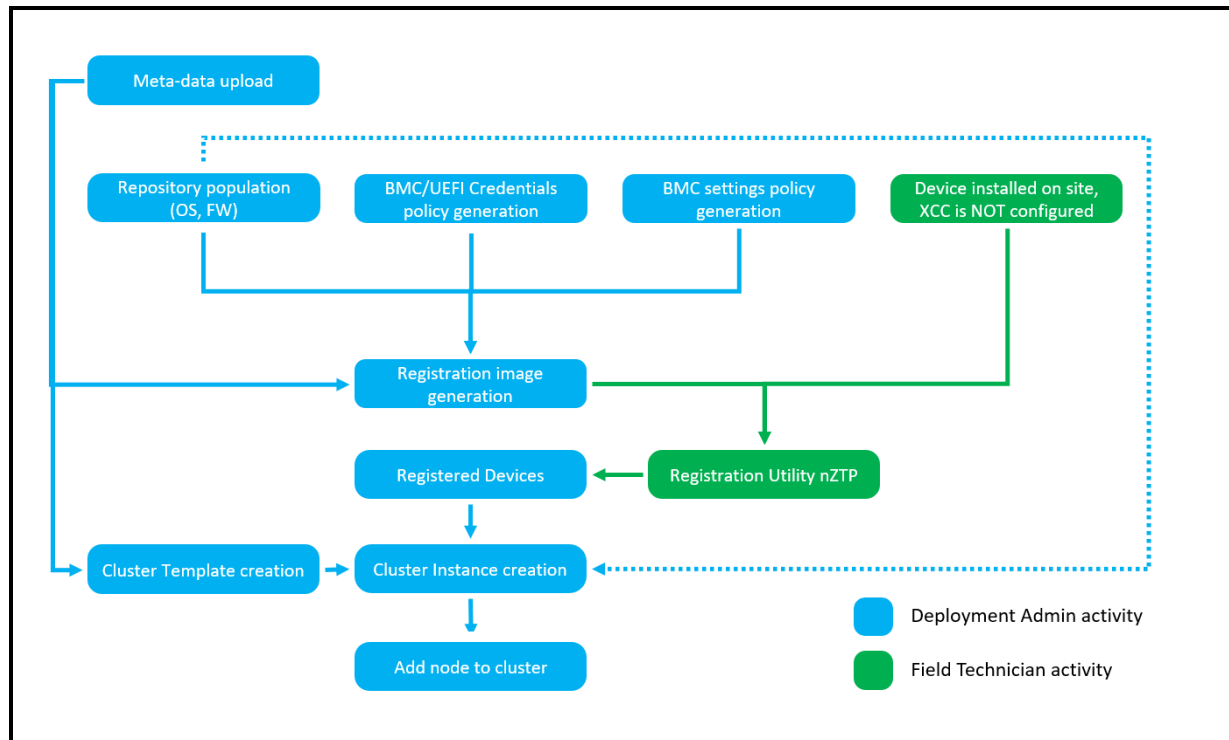 Meta-data upload
Repository population
(OS, FW)
BMC/UEFI Credentials
policy generation
BMC settings policy
generation
Device installed on site,
XCC is NOT configured
Registration image
generation
Registered Devices
Registration Utility nZTP
Cluster Template creation
Cluster Instance creation
Add node to cluster
Deployment Admin activity
Field Technician activity